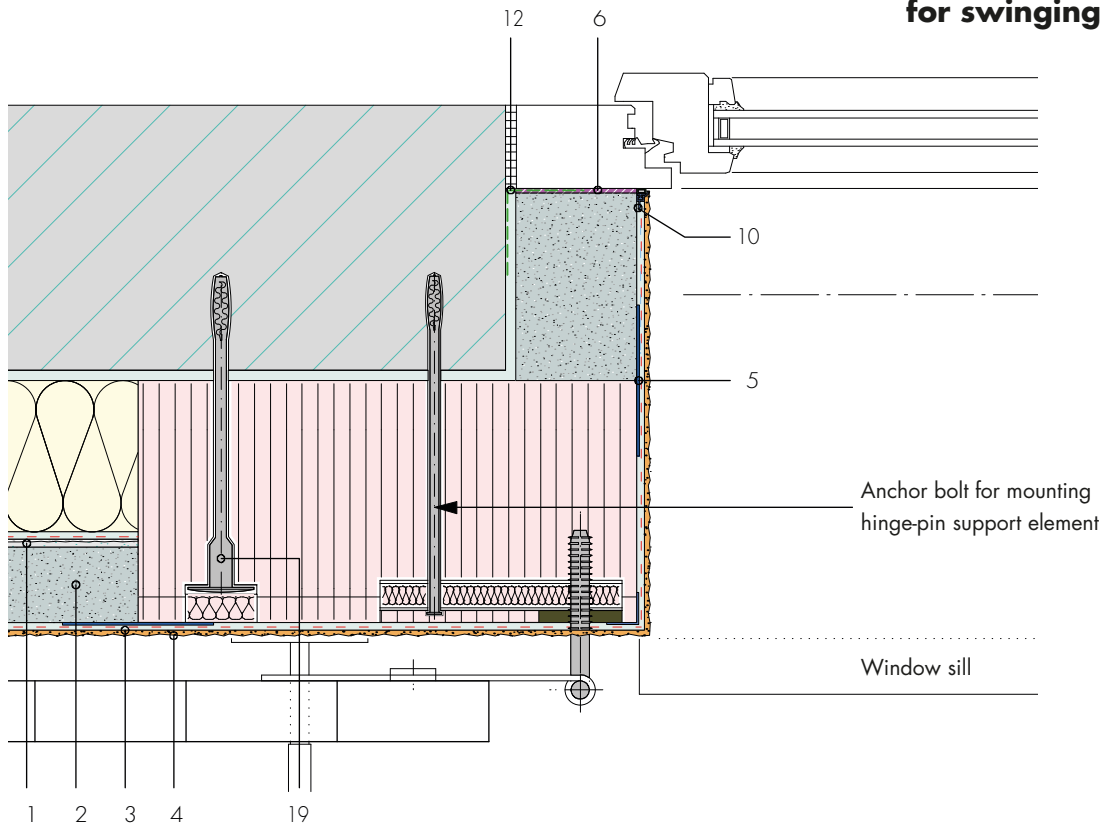 for swinging
12
6
10
5
Anchor bolt for mounting
hinge-pin support element
Window sill
1
2
3
4
19